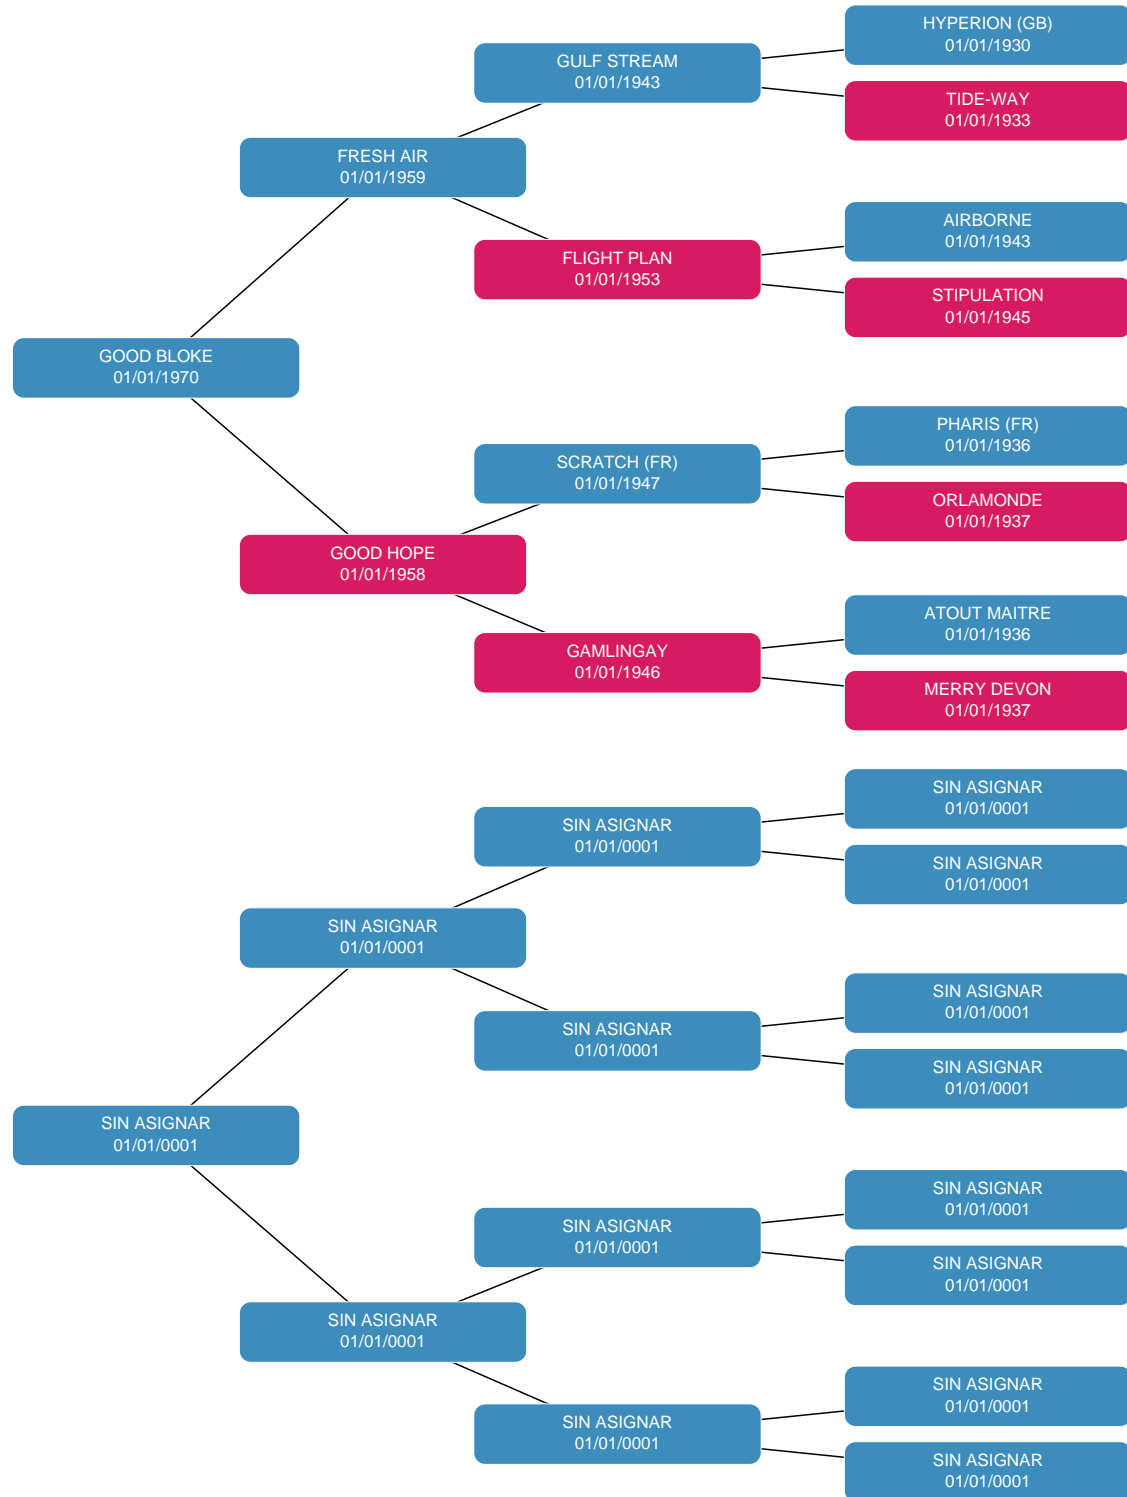 HYPERION (GB)
01/01/1930
GULF STREAM
01/01/1943
TIDE-WAY
01/01/1933
FRESH AIR
01/01/1959
AIRBORNE
01/01/1943
FLIGHT PLAN
01/01/1953
STIPULATION
01/01/1945
GOOD BLOKE
01/01/1970
PHARIS (FR)
01/01/1936
SCRATCH (FR)
01/01/1947
ORLAMONDE
01/01/1937
GOOD HOPE
01/01/1958
ATOUT MAITRE
01/01/1936
GAMLINGAY
01/01/1946
MERRY DEVON
01/01/1937
SIN ASIGNAR
01/01/0001
SIN ASIGNAR
01/01/0001
SIN ASIGNAR
01/01/0001
SIN ASIGNAR
01/01/0001
SIN ASIGNAR
01/01/0001
SIN ASIGNAR
01/01/0001
SIN ASIGNAR
01/01/0001
SIN ASIGNAR
01/01/0001
SIN ASIGNAR
01/01/0001
SIN ASIGNAR
01/01/0001
SIN ASIGNAR
01/01/0001
SIN ASIGNAR
01/01/0001
SIN ASIGNAR
01/01/0001
SIN ASIGNAR
01/01/0001
SIN ASIGNAR
01/01/0001